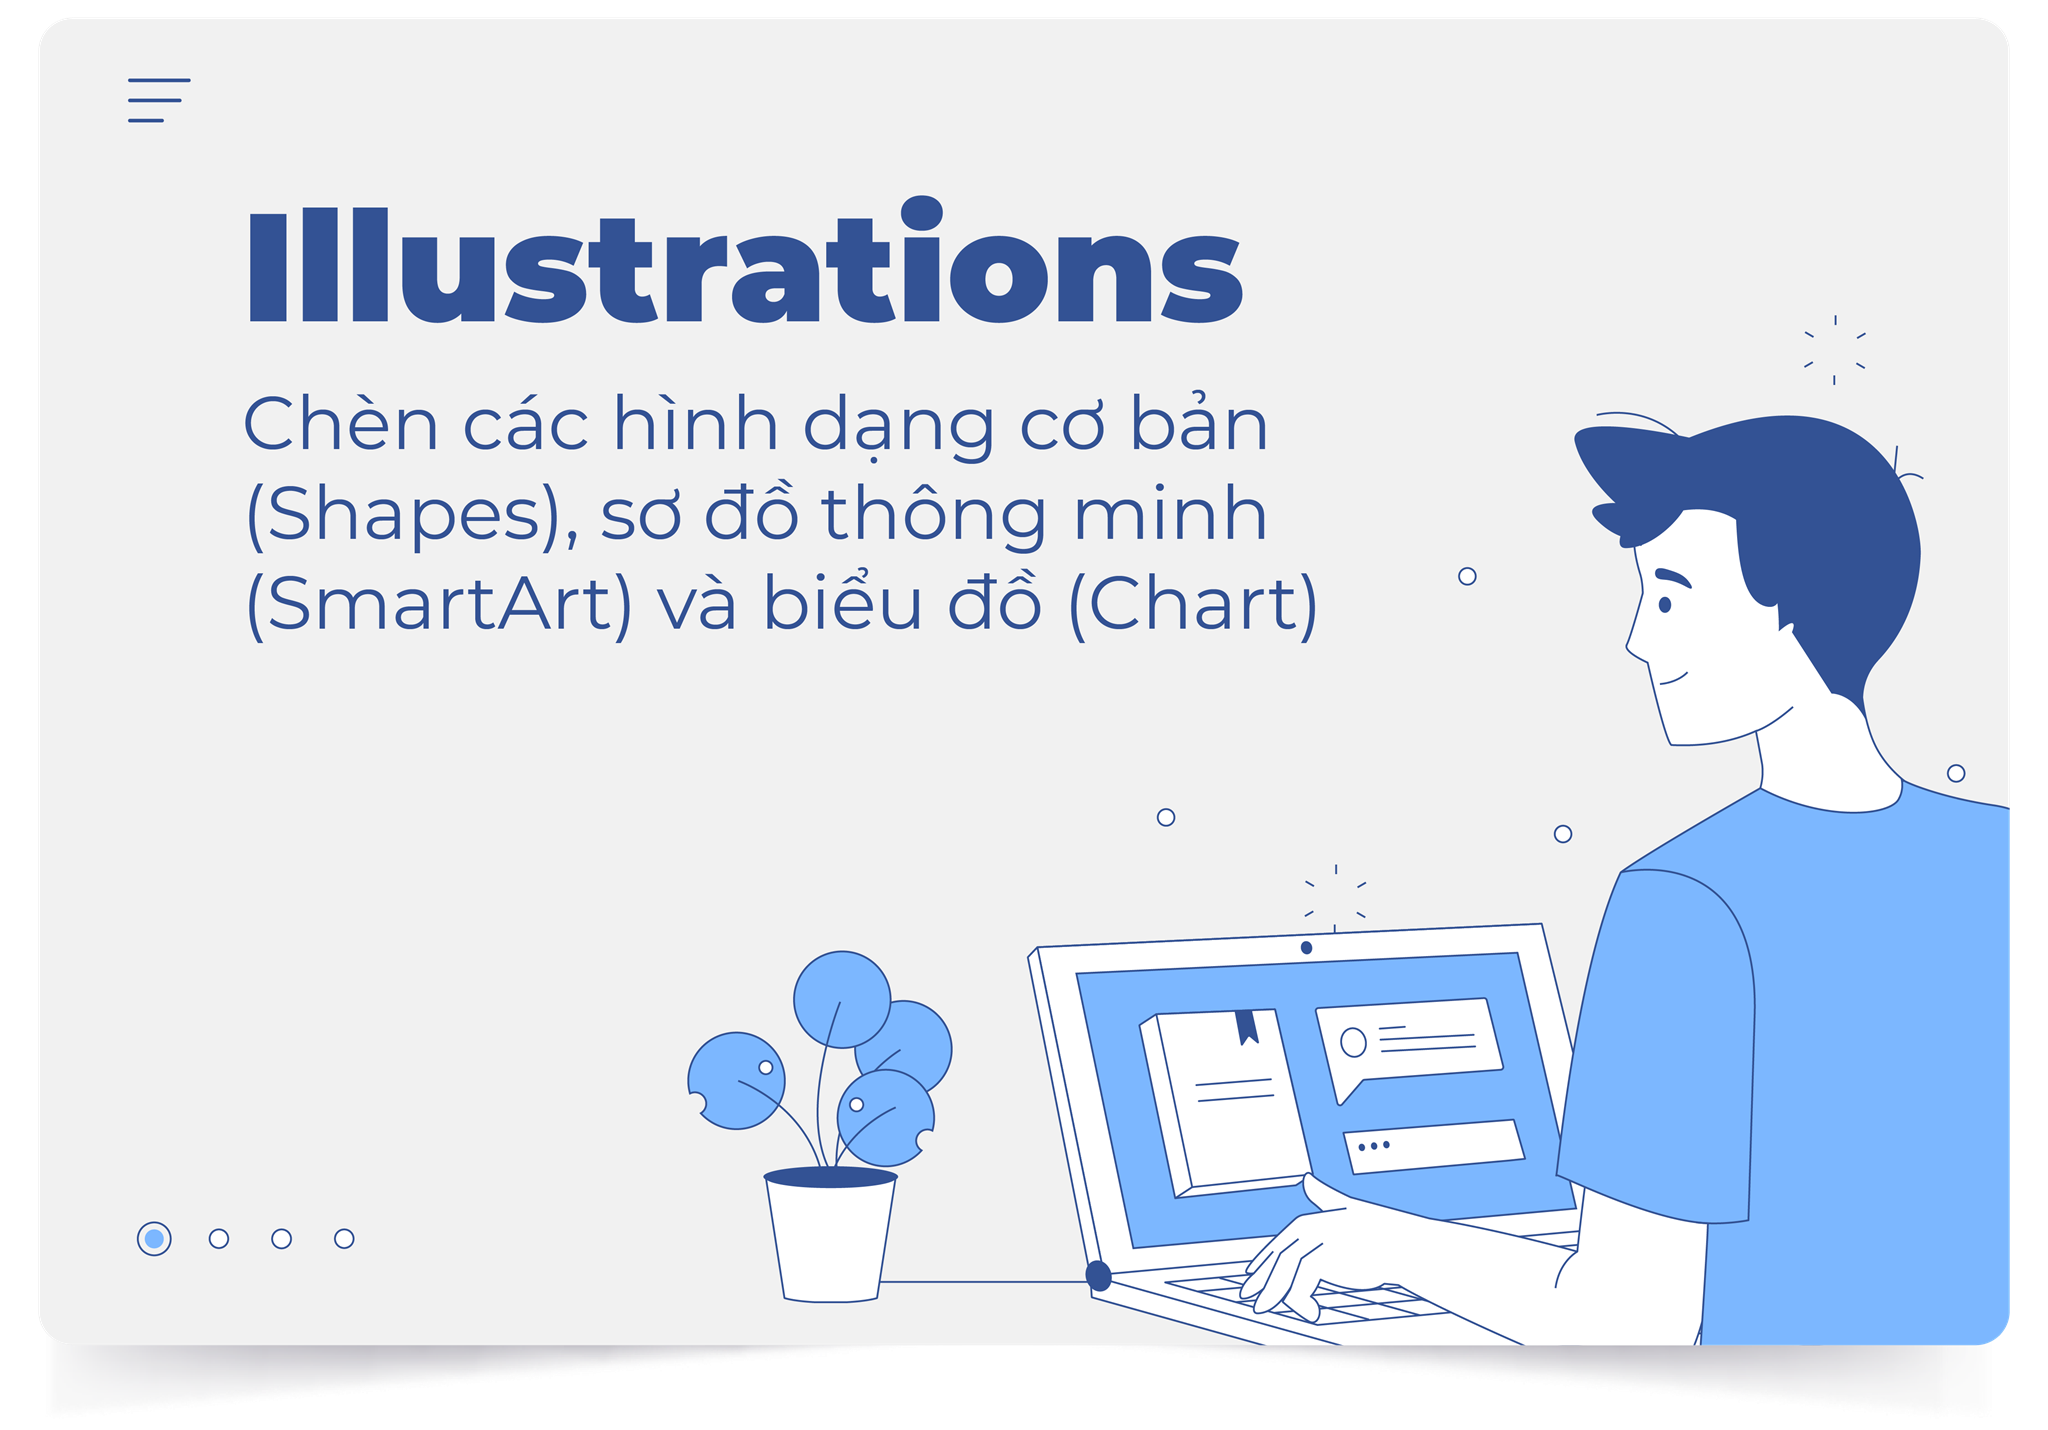 Illustrations
Chèn các hình dạng cơ bản
(Shapes), sơ đồ thông minh
(SmartArt) và biểu đồ (Chart)